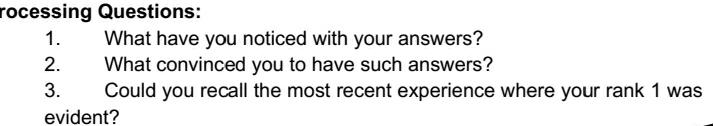 rocessing Questions:
1. What have you noticed with your answers?
2. What convinced you to have such answers?
3. Could you recall the most recent experience where your rank 1 was
evident?